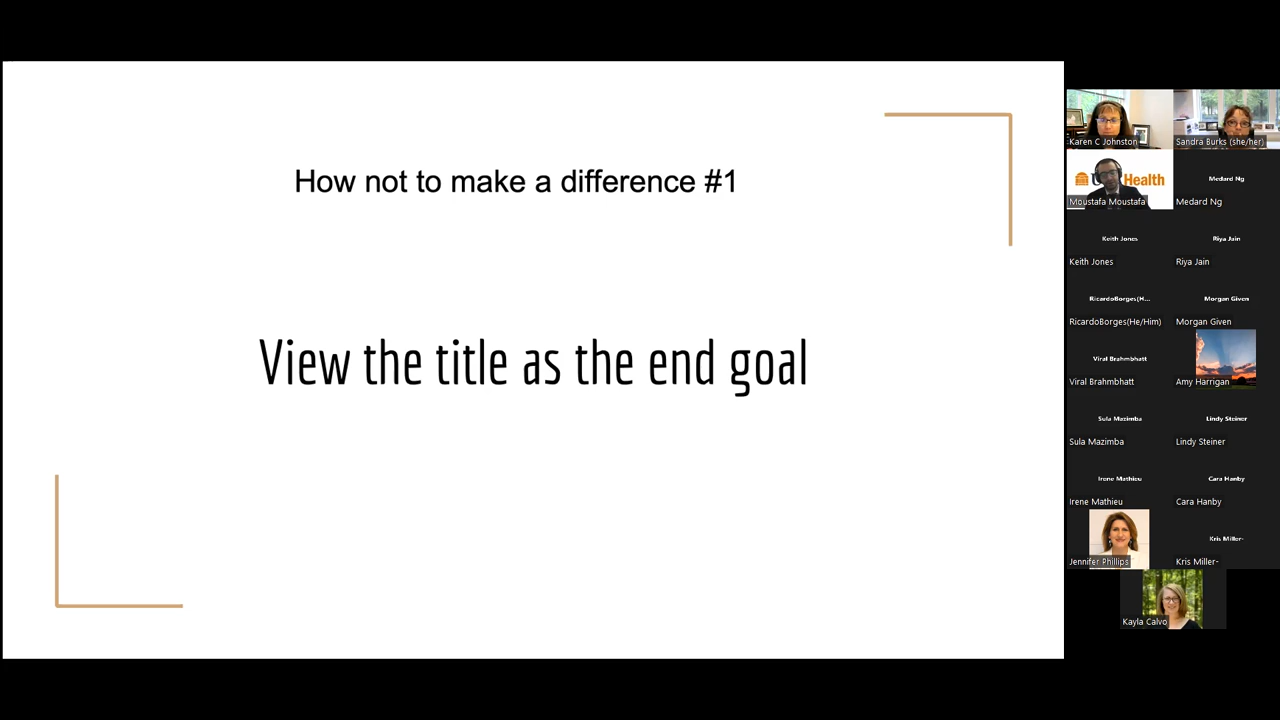 How not to make a difference #1
View the title as the end goal
Karen C Johnston
Sandra Burks (she/her)
Health
Moustafa Moustafa
Medard Ng
Medard Ng
Keith Jones
Riya Jain
Keith Jones
Riya Jain
RicardoBorges(H...
Morgan Given
RicardoBorges(He/Him)
Morgan Given
Viral Brahmbhatt
Viral Brahmbhatt
Amy Harrigan
Sula Mazimba
Lindy Steiner
Sula Mazimba
Lindy Steiner
Irene Mathieu
Cara Hanby
Irene Mathieu
Cara Hanby
Kris Miller-
Jennifer Phillips
Kris Miller-
Kayla Calvo